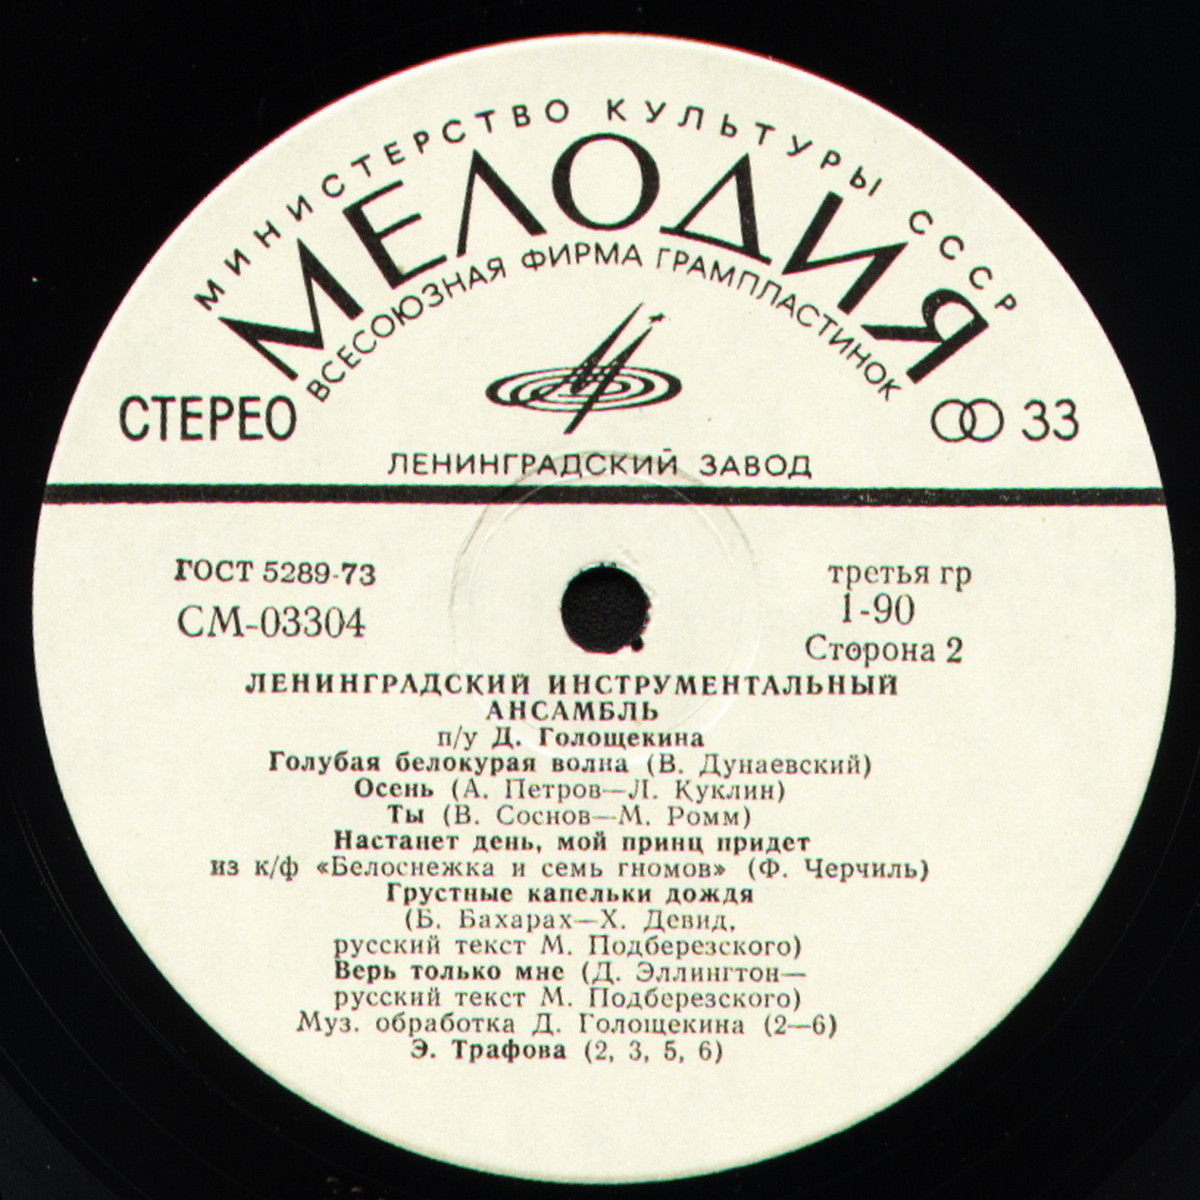 МИНИСТЕРСТВО КУЛЬТУРЫ СССР
МЕЛОДИЯ
ВСЕСОЮЗНАЯ ФИРМА ГРАМПЛАСТИНОК
СТЕРЕО
33
ЛЕНИНГРАДСКИЙ ЗАВОД
ГОСТ 5289-73
третья гр
СМ-03304
1-90
Сторона 2
ЛЕНИНГРАДСКИЙ ИНСТРУМЕНТАЛЬНЫЙ
АНСАМБЛЬ
п/у Д. Голощекина
Голубая белокурая волна (В. Дунаевский)
Осень (А. Петров—Л. Куклин)
Ты (В. Соснов—М. Ромм)
Настанет день, мой принц придет
из к/ф «Белоснежка и семь гномов» (Ф. Черчиль)
Грустные капельки дождя
(Б. Бахарах—Х. Девид,
русский текст М. Подберезского)
Верь только мне (Д. Эллингтон—
русский текст М. Подберезского)
Муз. обработка Д. Голощекина (2—6)
Э. Трафова (2, 3, 5, 6)